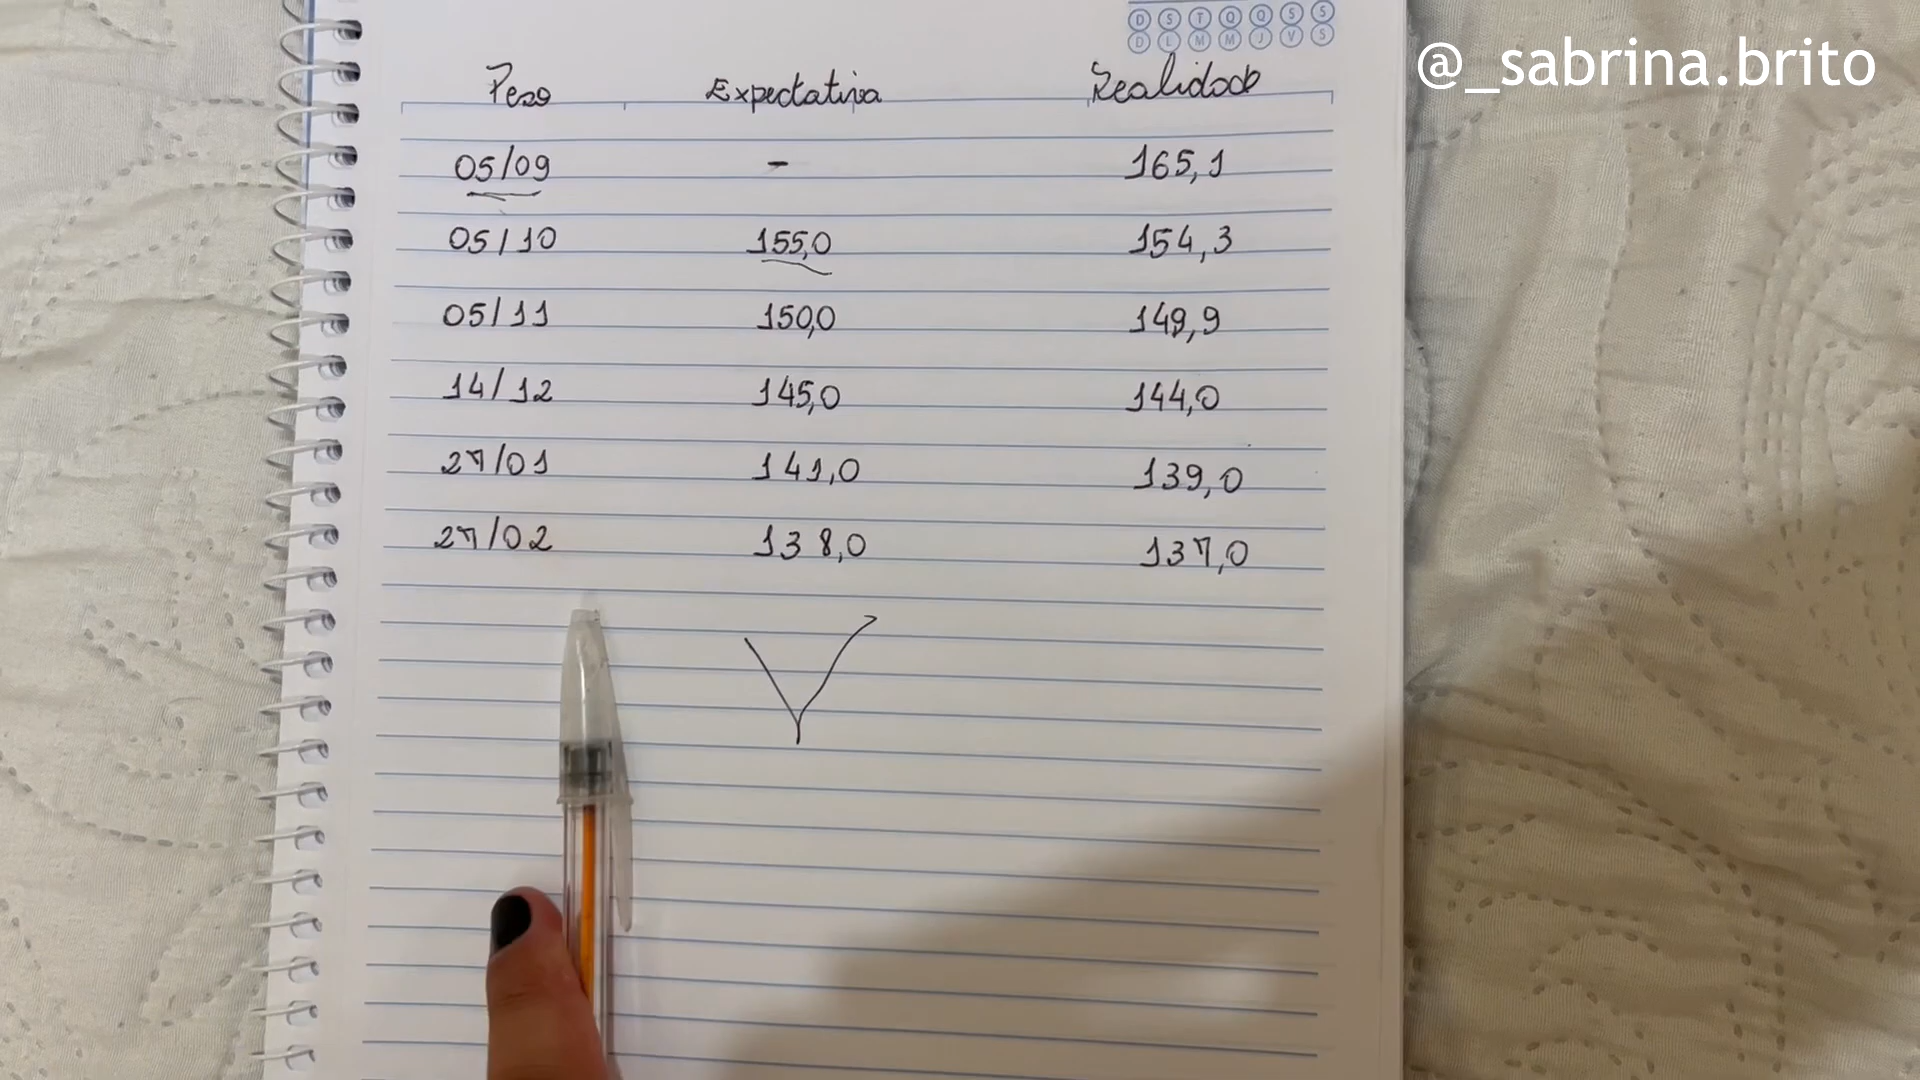 D S T Q Q S S
D L M M J V S
@_sabrina.brito
Peso Expectativa Realidade
05/09 - 165,1
05/10 155,0 154,3
05/11 150,0 149,9
14/12 145,0 144,0
27/01 141,0 139,0
27/02 138,0 137,0